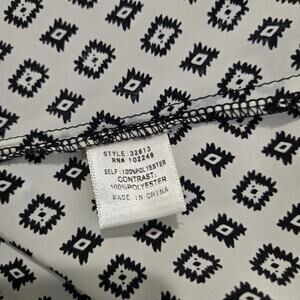 STYLE: 32613
RN# 102249
SELF:100%POLYESTER
CONTRAST:
100%POLYESTER
MADE IN CHINA